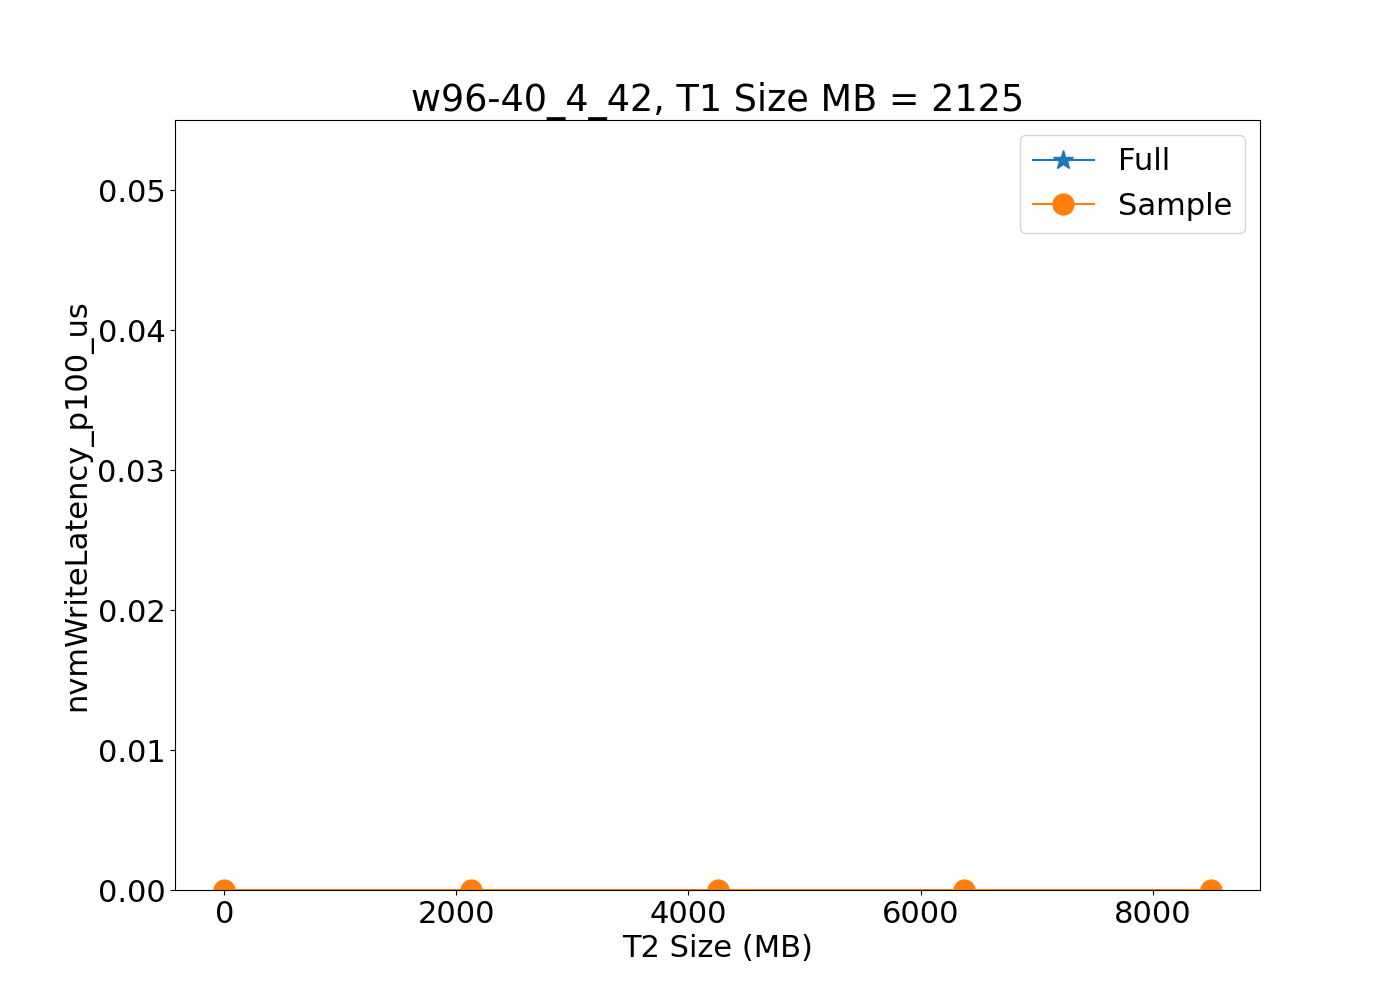 w96-40_4_42, T1 Size MB = 2125
Full
Sample
nvmWriteLatency_p100_us
0.05
0.04
0.03
0.02
0.01
0.00
0 2000 4000 6000 8000
T2 Size (MB)